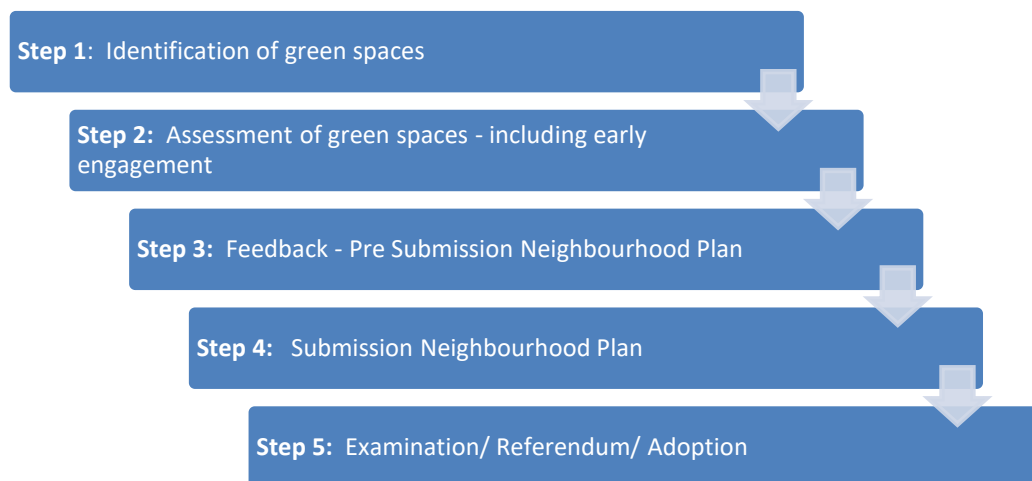 Step 1:  Identification of green spaces
Step 2:  Assessment of green spaces - including early
engagement
Step 3:  Feedback - Pre Submission Neighbourhood Plan
Step 4:   Submission Neighbourhood Plan
Step 5:  Examination/ Referendum/ Adoption